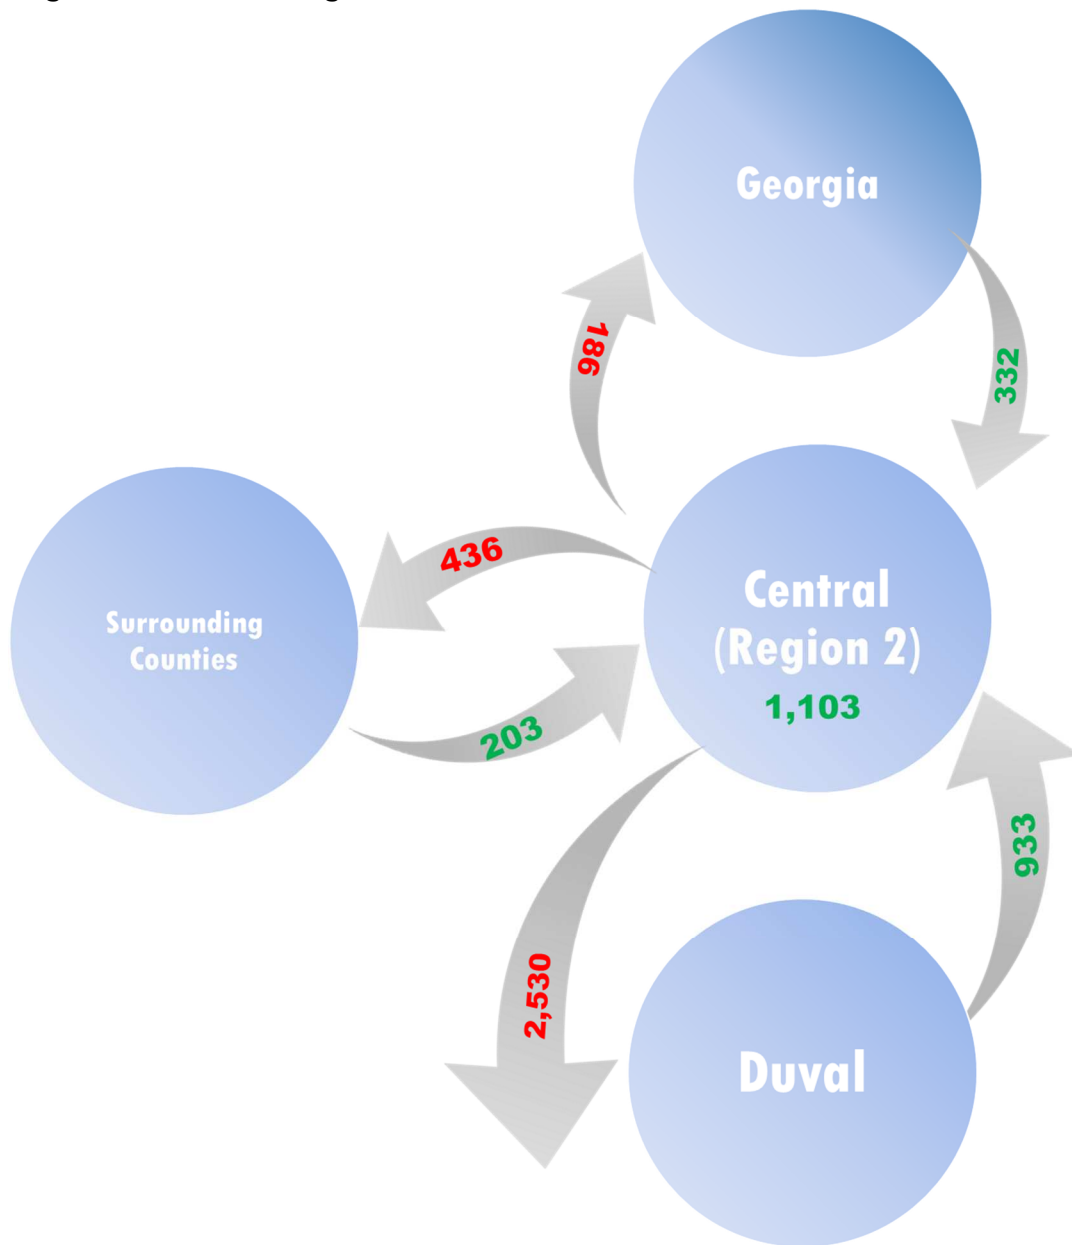 Georgia
186
332
436
Central
(Region 2)
1,103
Surrounding
Counties
203
933
2,530
Duval